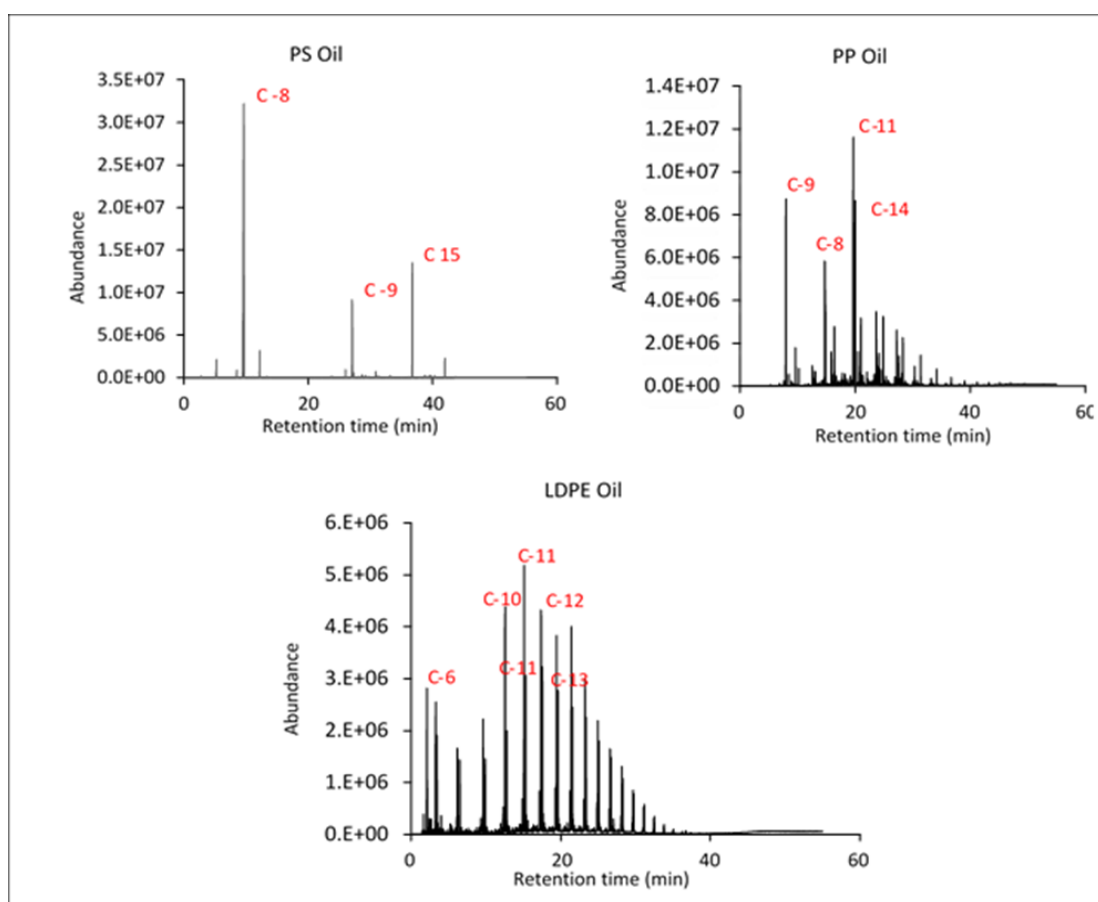 PS Oil
3.5E+07
3.0E+07
2.5E+07
2.0E+07
1.5E+07
1.0E+07
5.0E+06
0.0E+00
Abundance
C -8
C -9
C 15
0 20 40 60
Retention time (min)
PP Oil
1.4E+07
1.2E+07
1.0E+07
8.0E+06
6.0E+06
4.0E+06
2.0E+06
0.0E+00
Abundance
C-11
C-9
C-14
C-8
0 20 40 60
Retention time (min)
LDPE Oil
6.E+06
5.E+06
4.E+06
3.E+06
2.E+06
1.E+06
0.E+00
Abundance
C-11
C-10
C-12
C-11
C-13
C-6
0 20 40 60
Retention time (min)